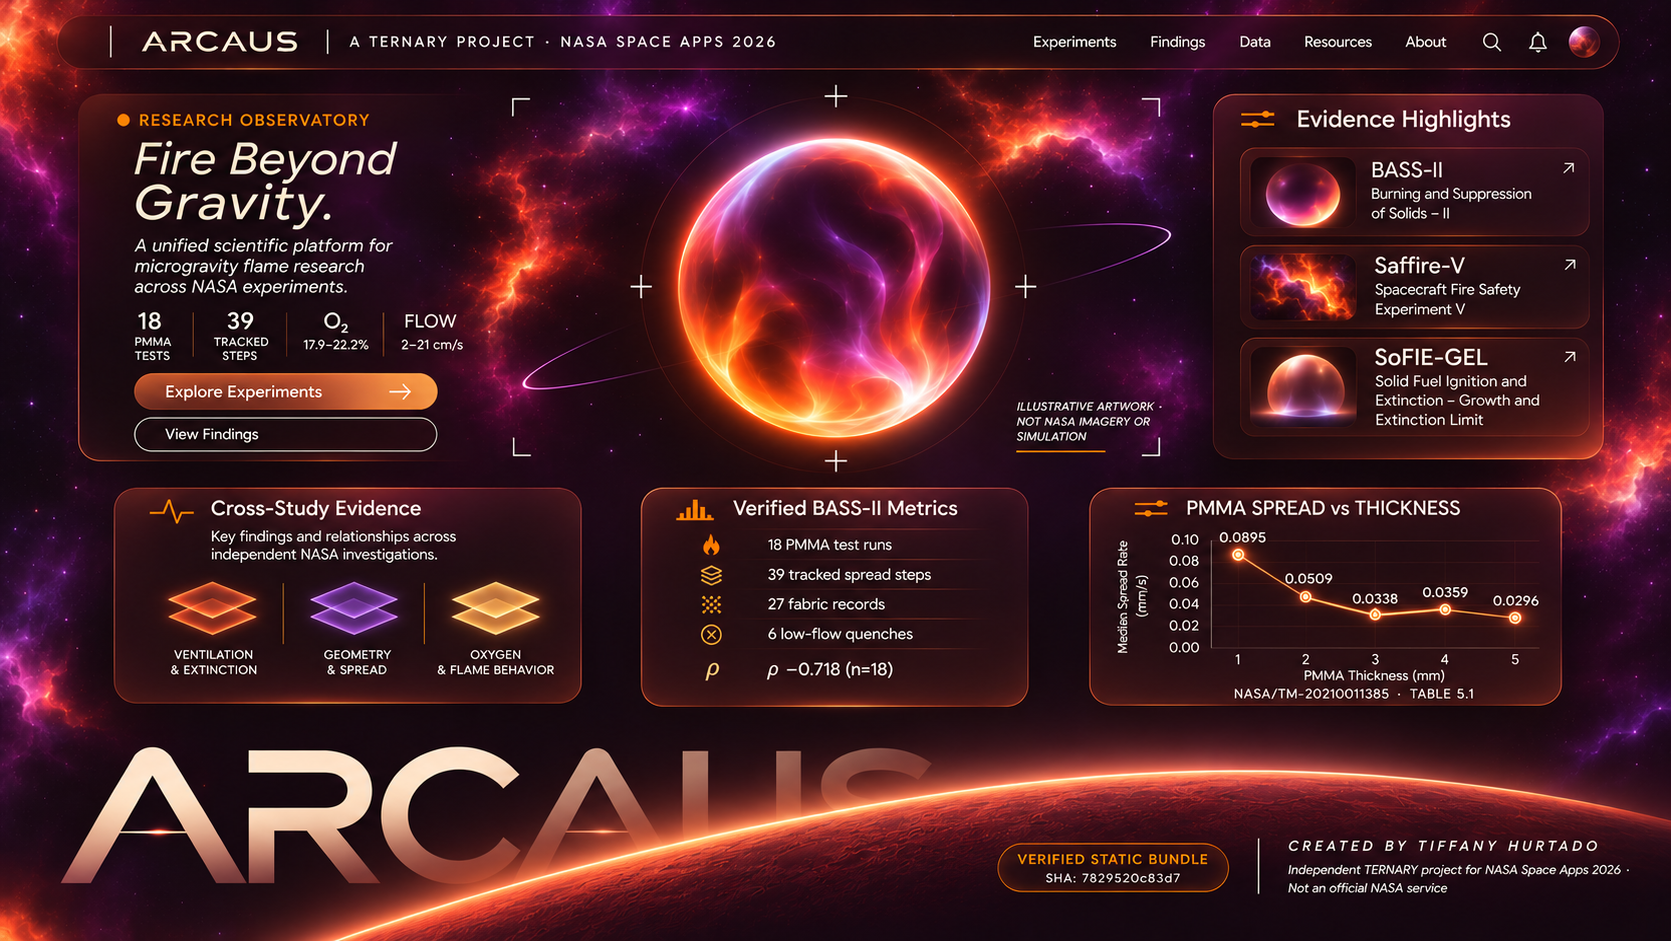 ARCAUS
A TERNARY PROJECT · NASA SPACE APPS 2026
Experiments
Findings
Data
Resources
About
RESEARCH OBSERVATORY
Fire Beyond
Gravity.
A unified scientific platform for
microgravity flame research
across NASA experiments.
18
PMMA
TESTS
39
TRACKED
STEPS
O₂
17.9–22.2%
FLOW
2–21 cm/s
Explore Experiments
View Findings
ILLUSTRATIVE ARTWORK ·
NOT NASA IMAGERY OR
SIMULATION
Evidence Highlights
BASS-II
Burning and Suppression
of Solids – II
Saffire-V
Spacecraft Fire Safety
Experiment V
SoFIE-GEL
Solid Fuel Ignition and
Extinction – Growth and
Extinction Limit
Cross-Study Evidence
Key findings and relationships across
independent NASA investigations.
VENTILATION
& EXTINCTION
GEOMETRY
& SPREAD
OXYGEN
& FLAME BEHAVIOR
Verified BASS-II Metrics
18 PMMA test runs
39 tracked spread steps
27 fabric records
6 low-flow quenches
ρ
ρ −0.718 (n=18)
PMMA SPREAD vs THICKNESS
Median Spread Rate
(mm/s)
0.10
0.08
0.06
0.04
0.02
0.00
0.0895
0.0509
0.0338
0.0359
0.0296
1 2 3 4 5
PMMA Thickness (mm)
NASA/TM-20210011385 · TABLE 5.1
ARCAUS
VERIFIED STATIC BUNDLE
SHA: 7829520c83d7
CREATED BY TIFFANY HURTADO
Independent TERNARY project for NASA Space Apps 2026 ·
Not an official NASA service